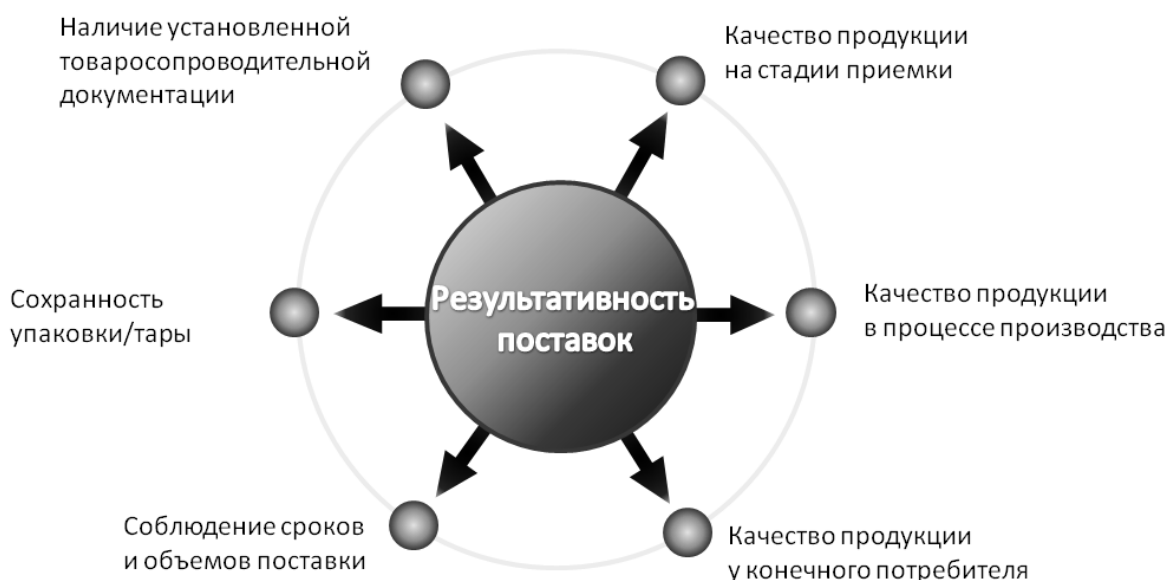 Наличие установленной
товаросопроводительной
документации
Качество продукции
на стадии приемки
Результативность
поставок
Сохранность
упаковки/тары
Качество продукции
в процессе производства
Соблюдение сроков
и объемов поставки
Качество продукции
у конечного потребителя